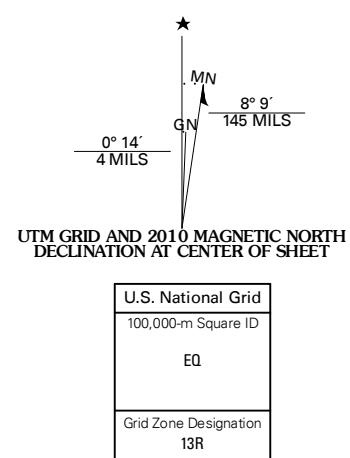 ★
MN
8° 9´
GN
145 MILS
0° 14´
4 MILS
UTM GRID AND 2010 MAGNETIC NORTH
DECLINATION AT CENTER OF SHEET
U.S. National Grid
100,000-m Square ID
EQ
Grid Zone Designation
13R